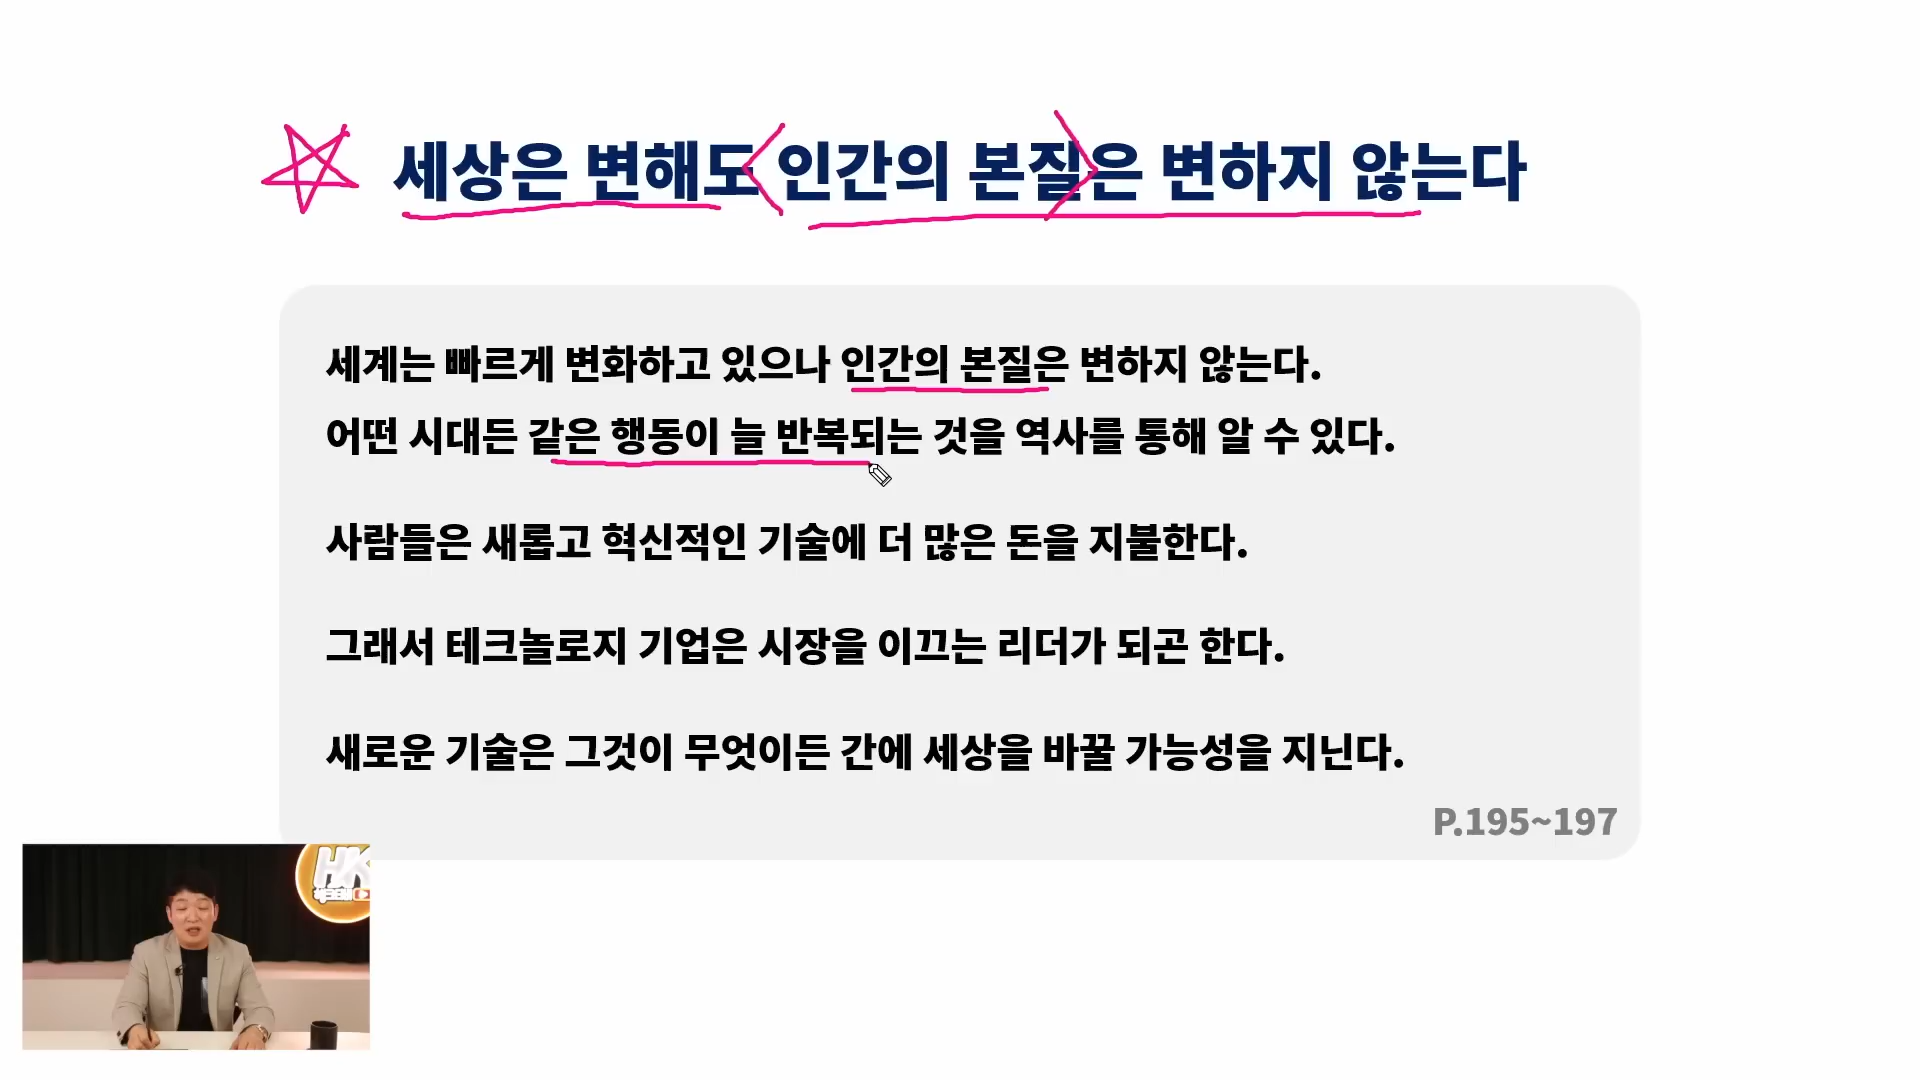 세상은 변해도 인간의 본질은 변하지 않는다
세계는 빠르게 변화하고 있으나 인간의 본질은 변하지 않는다.
어떤 시대든 같은 행동이 늘 반복되는 것을 역사를 통해 알 수 있다.
사람들은 새롭고 혁신적인 기술에 더 많은 돈을 지불한다.
그래서 테크놀로지 기업은 시장을 이끄는 리더가 되곤 한다.
새로운 기술은 그것이 무엇이든 간에 세상을 바꿀 가능성을 지닌다.
P.195~197
HK